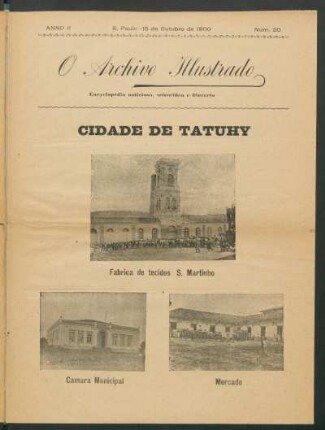 ANNO II S. Paulo - 15 de Outubro de 1900 Num. 20
O Archivo Illustrado
Encyclopedia noticiosa, scientifica e litteraria
CIDADE DE TATUHY
Fabrica de tecidos S. Martinho
Camara Municipal Mercado